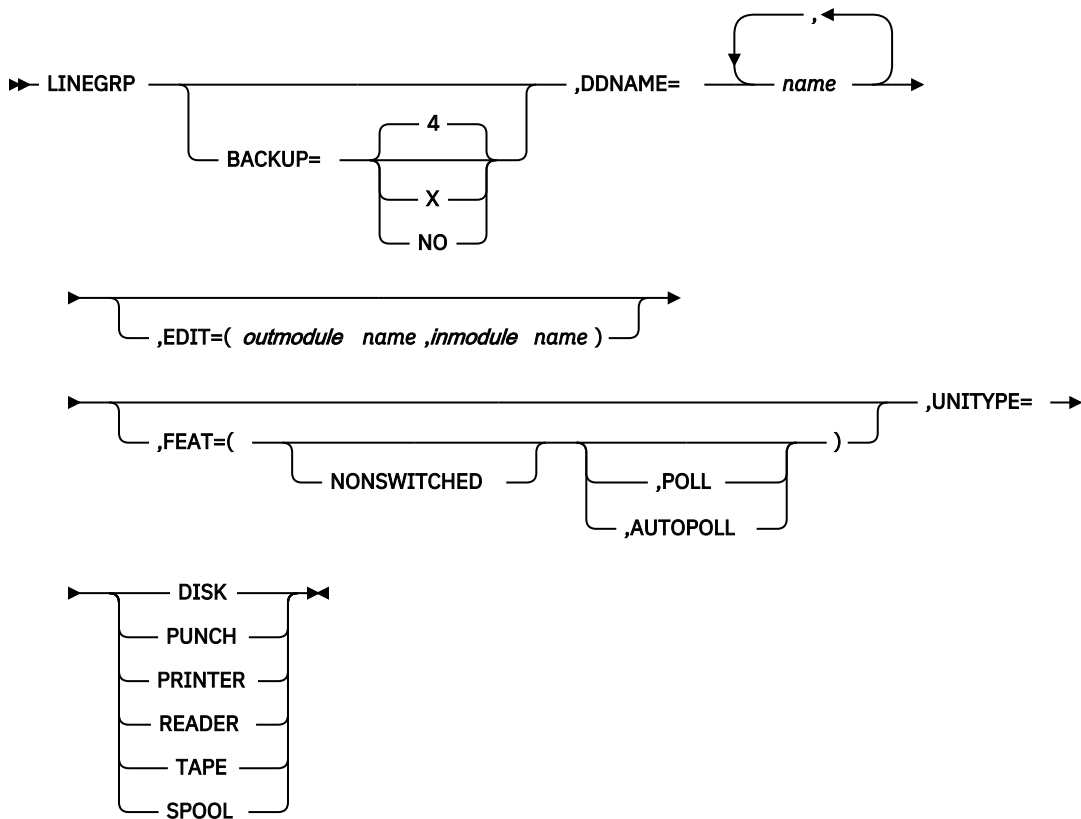 ,
LINEGRP ,DDNAME= name
4
BACKUP=
X
NO
,EDIT=( outmodule name ,inmodule name )
,UNITYPE=
,FEAT=( )
NONSWITCHED ,POLL
,AUTOPOLL
DISK
PUNCH
PRINTER
READER
TAPE
SPOOL